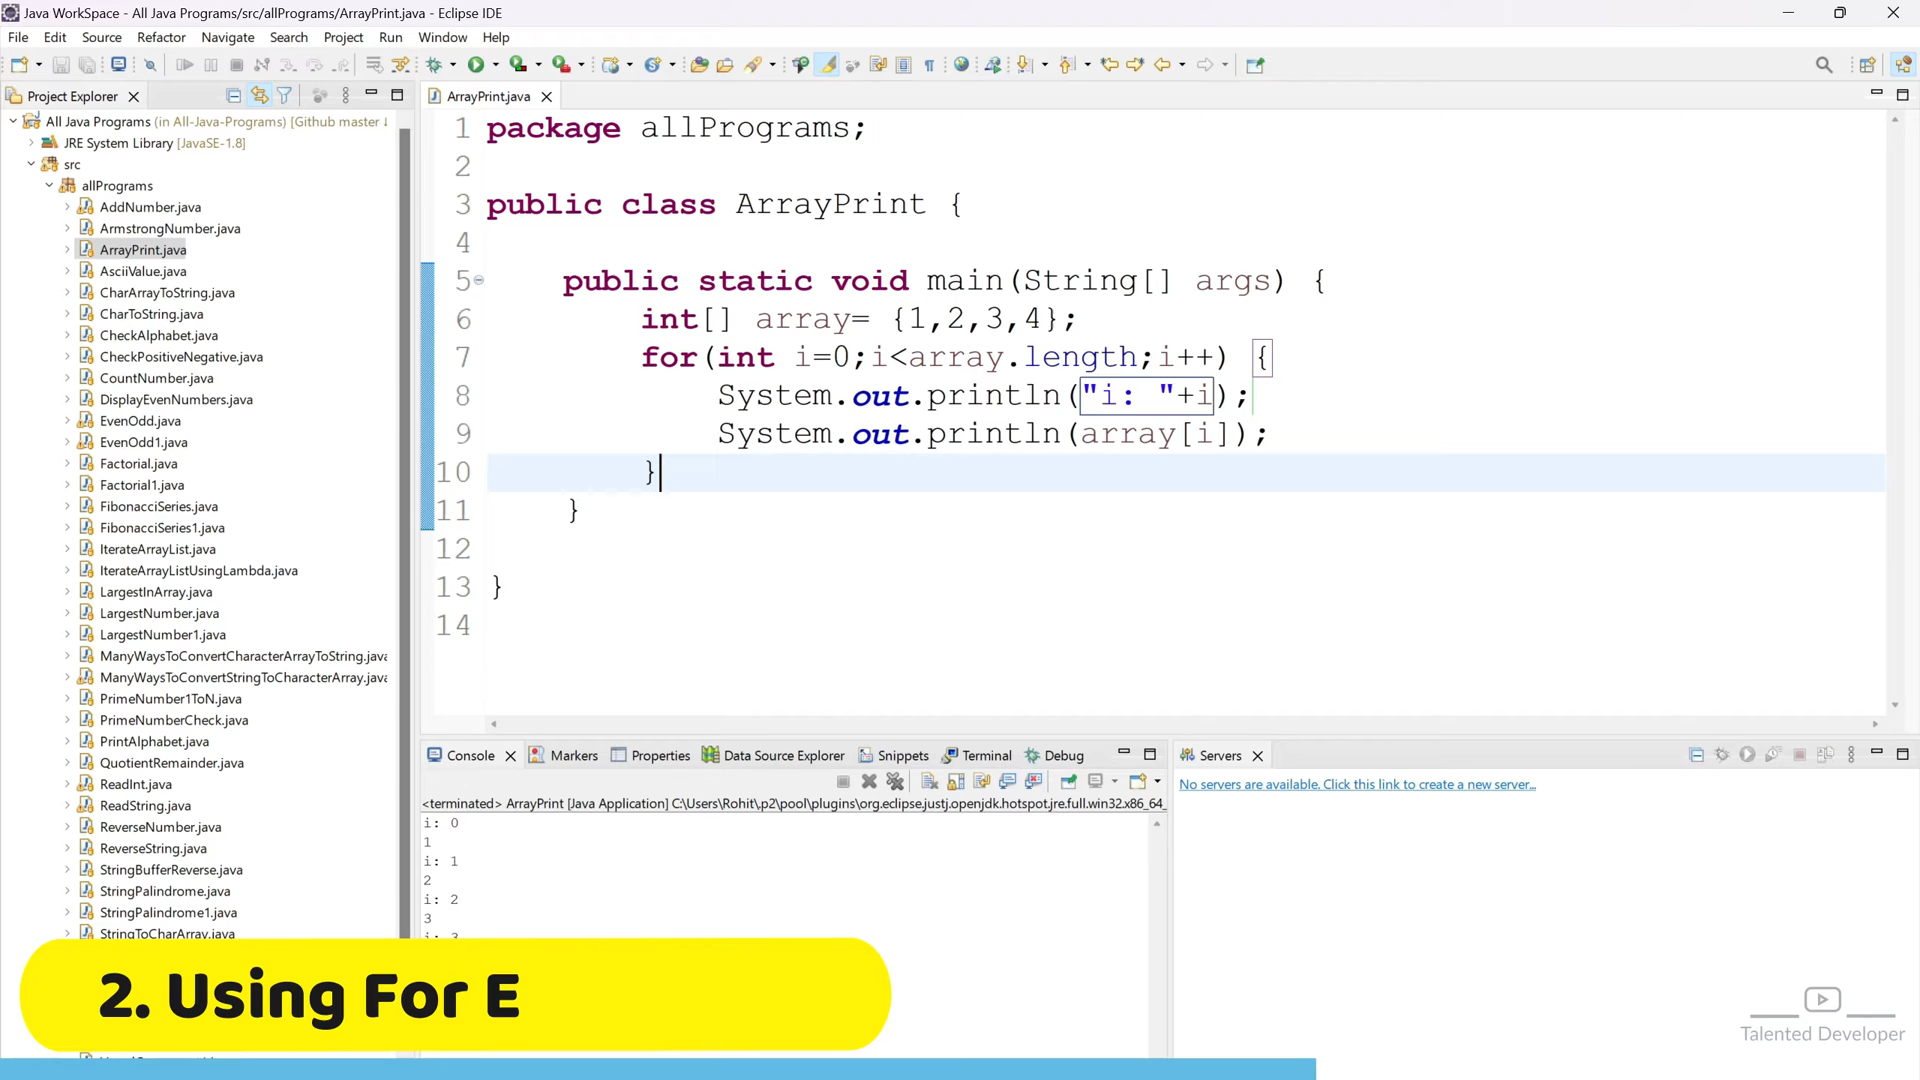 Java WorkSpace - All Java Programs/src/allPrograms/ArrayPrint.java - Eclipse IDE
File Edit Source Refactor Navigate Search Project Run Window Help
Project Explorer
ArrayPrint.java
All Java Programs (in All-Java-Programs) [Github master
JRE System Library [JavaSE-1.8]
src
allPrograms
AddNumber.java
ArmstrongNumber.java
ArrayPrint.java
AsciiValue.java
CharArrayToString.java
CharToString.java
CheckAlphabet.java
CheckPositiveNegative.java
CountNumber.java
DisplayEvenNumbers.java
EvenOdd.java
EvenOdd1.java
Factorial.java
Factorial1.java
FibonacciSeries.java
FibonacciSeries1.java
IterateArrayList.java
IterateArrayListUsingLambda.java
LargestInArray.java
LargestNumber.java
LargestNumber1.java
ManyWaysToConvertCharacterArrayToString.java
ManyWaysToConvertStringToCharacterArray.java
PrimeNumber1ToN.java
PrimeNumberCheck.java
PrintAlphabet.java
QuotientRemainder.java
ReadInt.java
ReadString.java
ReverseNumber.java
ReverseString.java
StringBufferReverse.java
StringPalindrome.java
StringPalindrome1.java
StringToCharArray.java
1 package allPrograms;
2
3 public class ArrayPrint {
4
5 public static void main(String[] args) {
6 int[] array= {1,2,3,4};
7 for(int i=0;i<array.length;i++) {
8 System.out.println("i: "+i);
9 System.out.println(array[i]);
10 }
11 }
12
13 }
14
Console Markers Properties Data Source Explorer Snippets Terminal Debug
<terminated> ArrayPrint [Java Application] C:\Users\Rohit\.p2\pool\plugins\org.eclipse.justj.openjdk.hotspot.jre.full.win32.x86_64_
i: 0
1
i: 1
2
i: 2
3
i: 3
Servers
No servers are available. Click this link to create a new server...
2. Using For E
Talented Developer